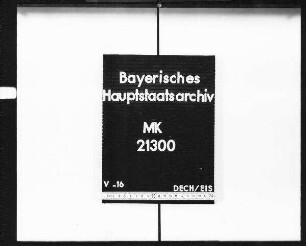 Bayerisches
Hauptstaatsarchiv
MK
21300
V -16 DECH/EIS